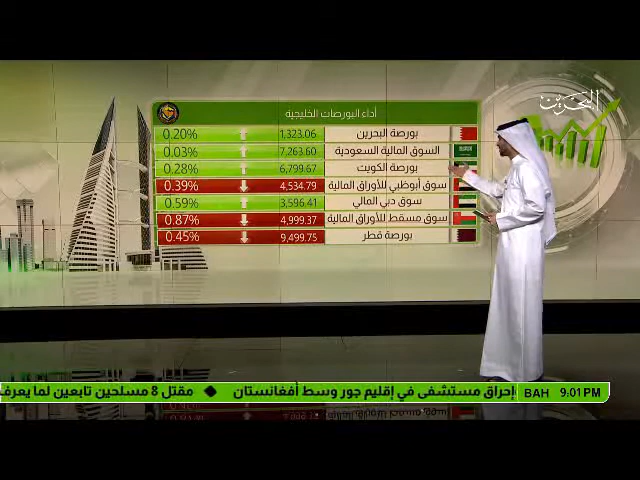 البحرين
أداء البورصات الخليجية
بورصة البحرين 1,323.06 0.20%
السوق المالية السعودية 7,263.60 0.03%
بورصة الكويت 6,799.67 0.28%
سوق أبوظبي للأوراق المالية 4,534.79 0.39%
سوق دبي المالي 3,596.41 0.59%
سوق مسقط للأوراق المالية 4,999.37 0.87%
بورصة قطر 9,499.75 0.45%
BAH 9:01 PM
إحراق مستشفى في إقليم جور وسط أفغانستان ◆ مقتل 8 مسلحين تابعين لما يعرف